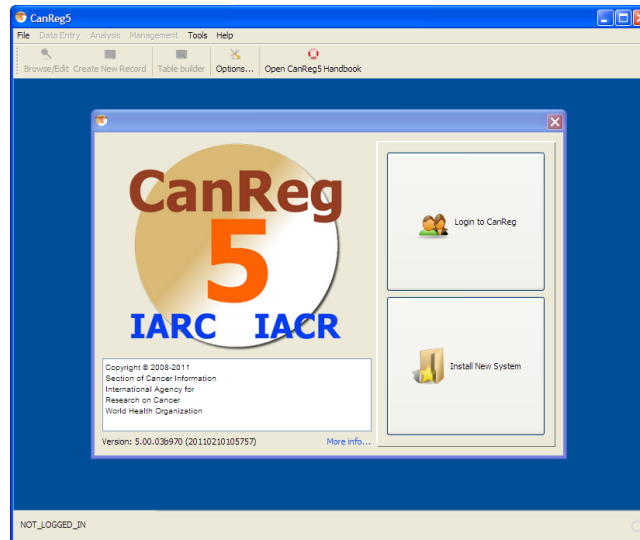 CanReg5
File Data Entry Analysis Management Tools Help
Browse/Edit Create New Record Table builder Options... Open CanReg5 Handbook
CanReg
5
IARC IACR
Login to CanReg
Install New System
Copyright © 2008-2011
Section of Cancer Information
International Agency for
Research on Cancer
World Health Organization
Version: 5.00.03b970 (20110210105757) More info...
NOT_LOGGED_IN